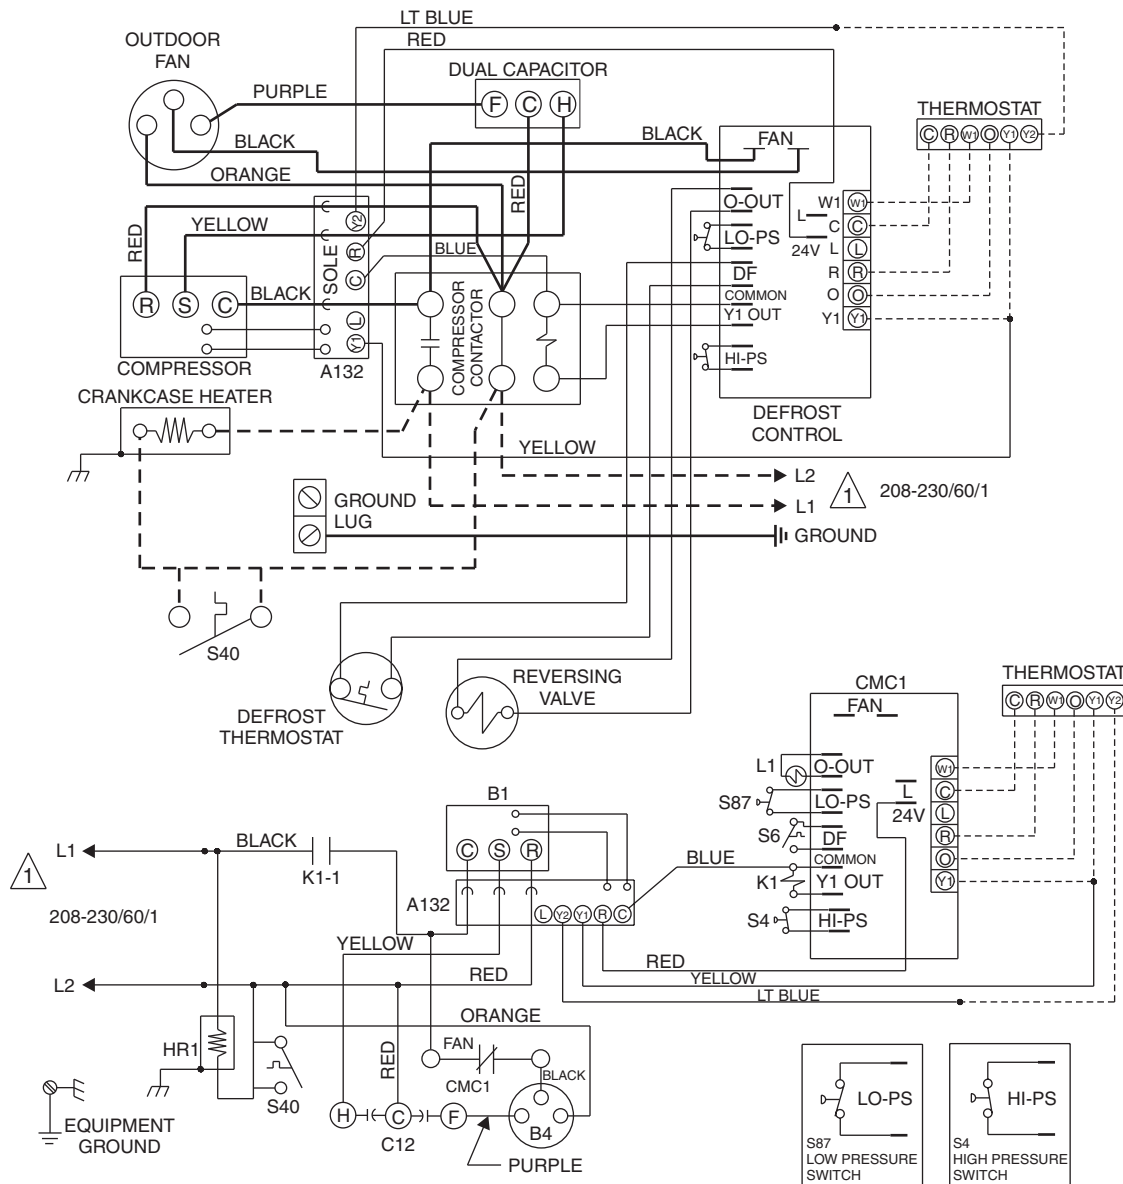 LT BLUE
RED
OUTDOOR
FAN
DUAL CAPACITOR
PURPLE
F C H
THERMOSTAT
C R W1 O Y1 Y2
BLACK
BLACK
FAN
ORANGE
RED
O-OUT
W1 W1
L
C C
24V
L L
R R
O O
Y1 Y1
LO-PS
DF
COMMON
Y1 OUT
HI-PS
DEFROST
CONTROL
RED
YELLOW
SOLE
Y2
R
C
L
Y1
BLUE
R S C
BLACK
COMPRESSOR
CONTACTOR
COMPRESSOR
A132
CRANKCASE HEATER
YELLOW
L2
1
208-230/60/1
L1
GROUND
LUG
GROUND
S40
DEFROST
THERMOSTAT
REVERSING
VALVE
THERMOSTAT
C R W1 O Y1 Y2
CMC1
FAN
L1
O-OUT
W1
L
C
24V
L
R
O
Y1
S87
LO-PS
S6
DF
COMMON
K1
Y1 OUT
S4
HI-PS
B1
C S R
BLUE
A132
L Y2 Y1 R C
L1
BLACK
K1-1
1
208-230/60/1
YELLOW
RED
RED
YELLOW
LT BLUE
L2
ORANGE
HR1
S40
RED
FAN
CMC1
BLACK
H C F
C12
B4
PURPLE
EQUIPMENT
GROUND
LO-PS
S87
LOW PRESSURE
SWITCH
HI-PS
S4
HIGH PRESSURE
SWITCH